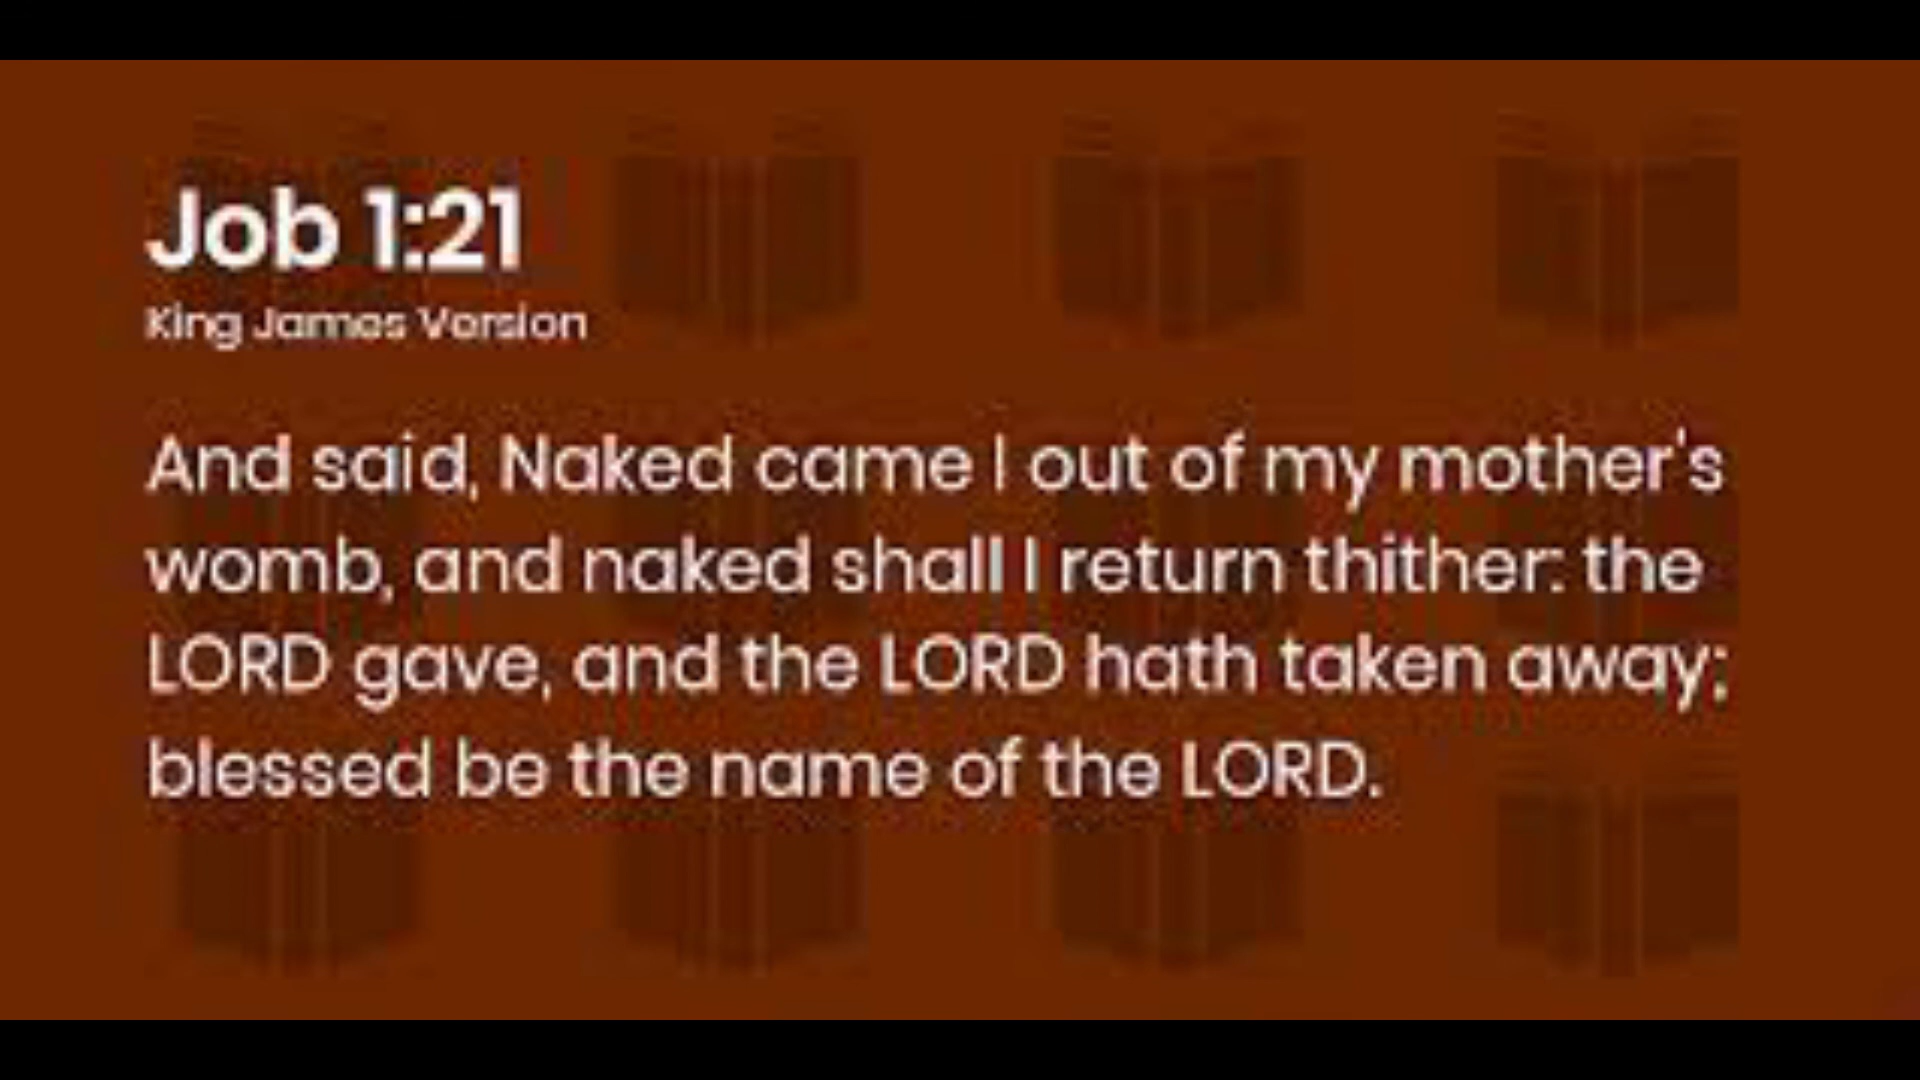 Job 1:21
King James Version
And said, Naked came I out of my mother's
womb, and naked shall I return thither: the
LORD gave, and the LORD hath taken away;
blessed be the name of the LORD.